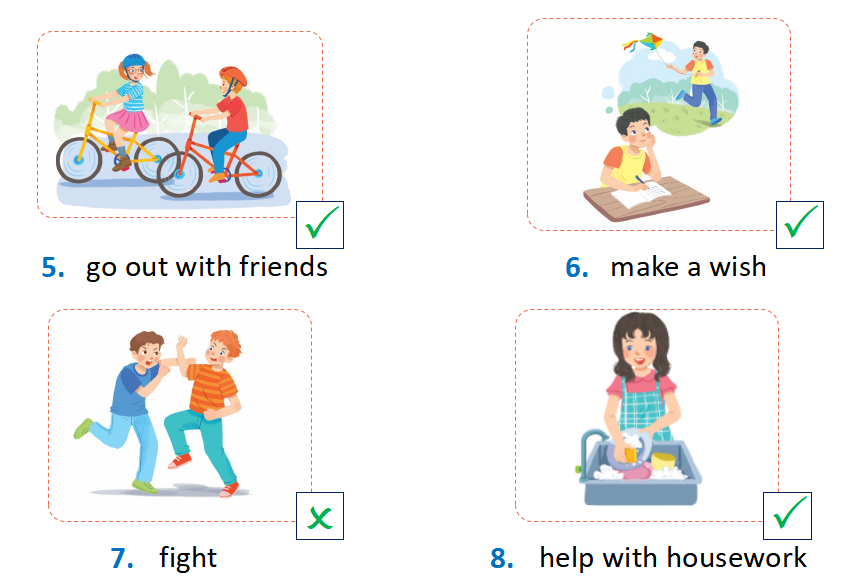 5. go out with friends
6. make a wish
7. fight
8. help with housework